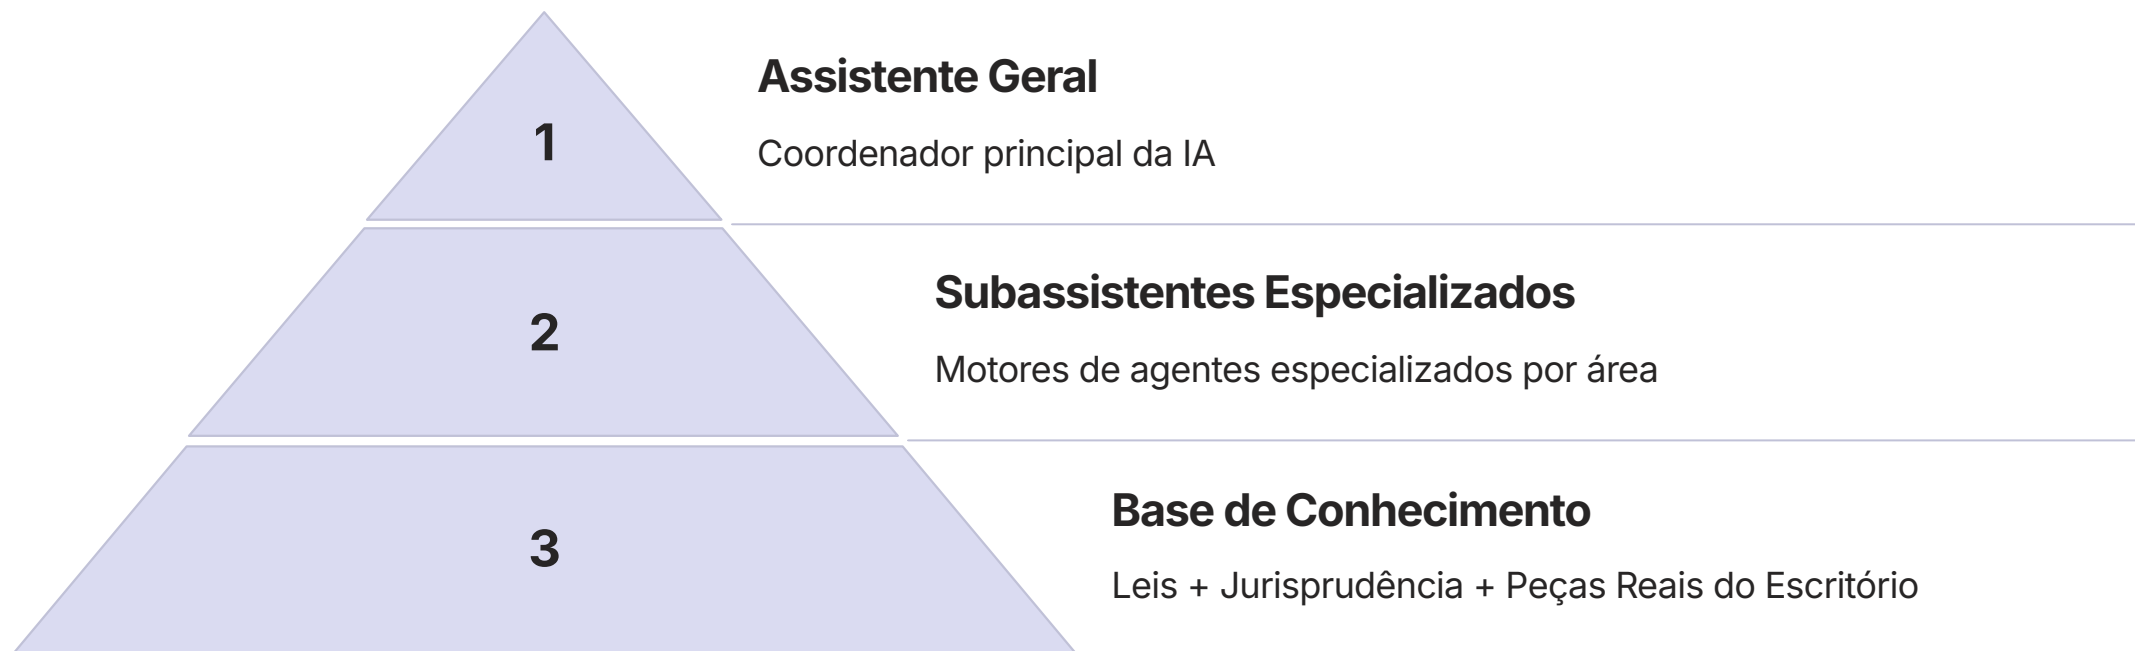 1
Assistente Geral
Coordenador principal da IA
2
Subassistentes Especializados
Motores de agentes especializados por área
3
Base de Conhecimento
Leis + Jurisprudência + Peças Reais do Escritório